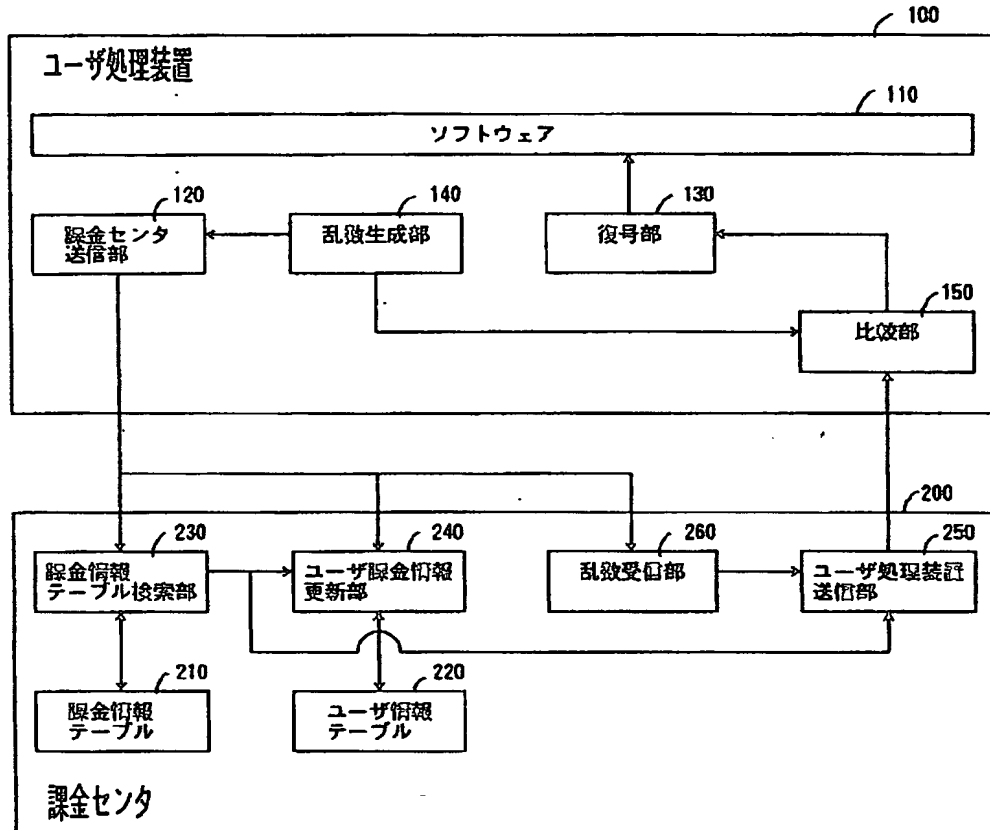 100
ユーザ処理装置
110
ソフトウェア
120
課金センタ
送信部
140
乱数生成部
130
復号部
150
比較部
200
230
課金情報
テーブル検索部
240
ユーザ課金情報
更新部
260
乱数受信部
250
ユーザ処理装置
送信部
210
課金情報
テーブル
220
ユーザ情報
テーブル
課金センタ